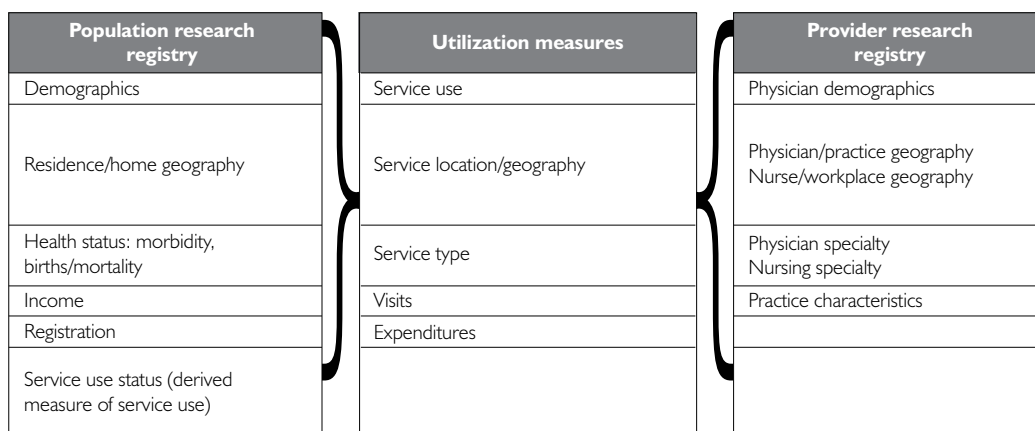 Population research
registry
Utilization measures
Provider research
registry
Demographics
Service use
Physician demographics
Residence/home geography
Service location/geography
Physician/practice geography
Nurse/workplace geography
Health status: morbidity,
births/mortality
Service type
Physician specialty
Nursing specialty
Income
Visits
Practice characteristics
Registration
Expenditures
Service use status (derived
measure of service use)